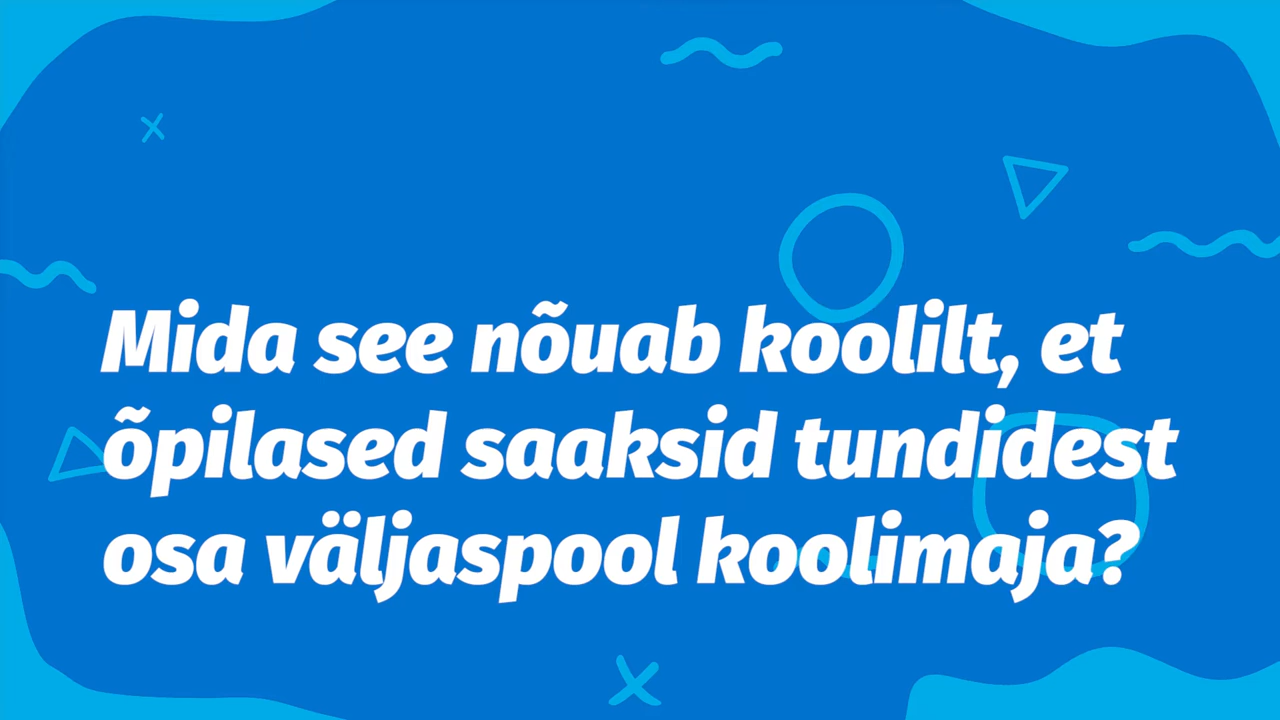 Mida see nõuab koolilt, et
õpilased saaksid tundidest
osa väljaspool koolimaja?